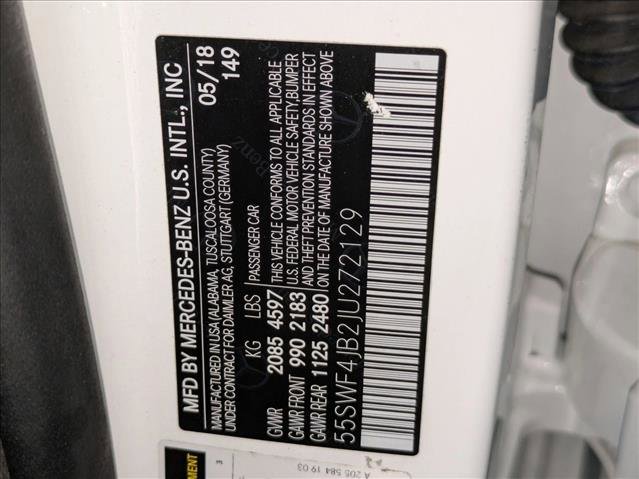 MFD BY MERCEDES-BENZ U.S. INTL., INC
05/18
MANUFACTURED IN USA (ALABAMA, TUSCALOOSA COUNTY)
149
UNDER CONTRACT FOR DAIMLER AG, STUTTGART (GERMANY)
KG LBS PASSENGER CAR
GVWR 2085 4597 THIS VEHICLE CONFORMS TO ALL APPLICABLE
GAWR FRONT 990 2183 U.S. FEDERAL MOTOR VEHICLE SAFETY, BUMPER
AND THEFT PREVENTION STANDARDS IN EFFECT
GAWR REAR 1125 2480 ON THE DATE OF MANUFACTURE SHOWN ABOVE
55SWF4JB2JU272129
3
A 205 584 19 03